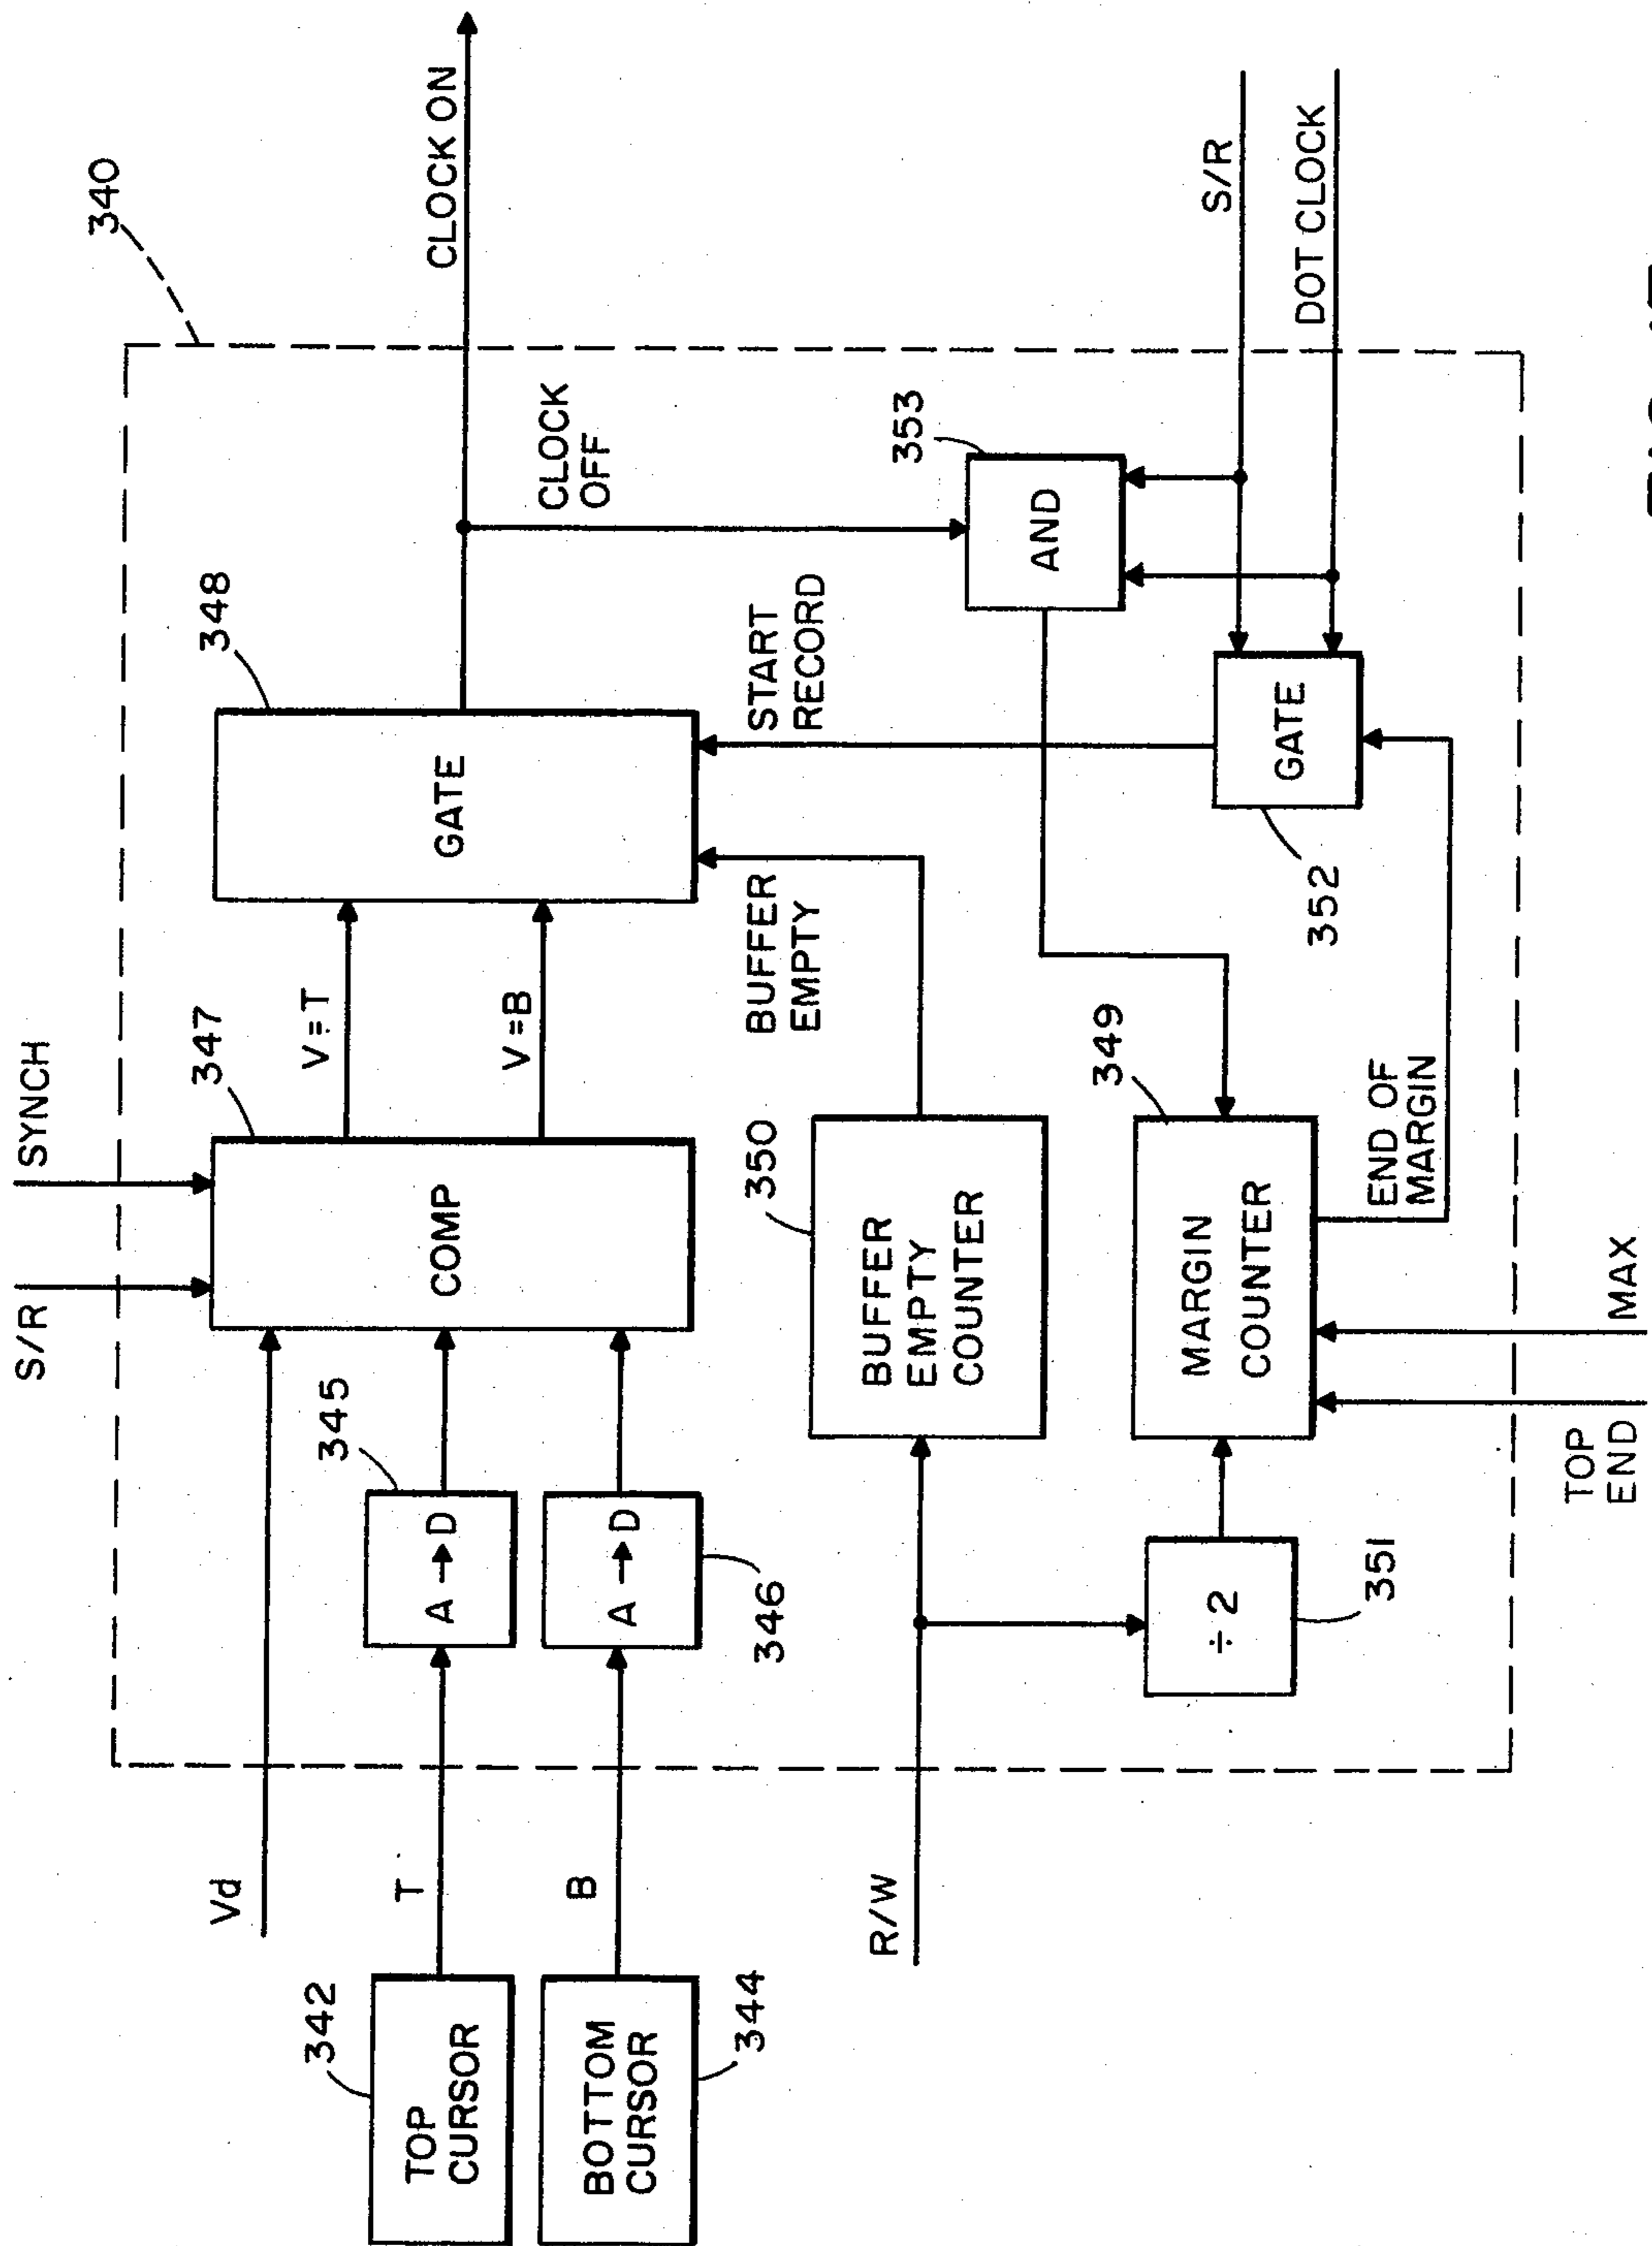 340
S/R
SYNCH
CLOCK ON
Vd
347
348
TOP
CURSOR
342
T
345
A → D
COMP
V = T
GATE
CLOCK
OFF
BOTTOM
CURSOR
344
B
346
A → D
V = B
BUFFER
EMPTY
START
RECORD
353
AND
R/W
350
BUFFER
EMPTY
COUNTER
S/R
÷ 2
351
349
MARGIN
COUNTER
END OF
MARGIN
GATE
352
DOT CLOCK
TOP
END
MAX